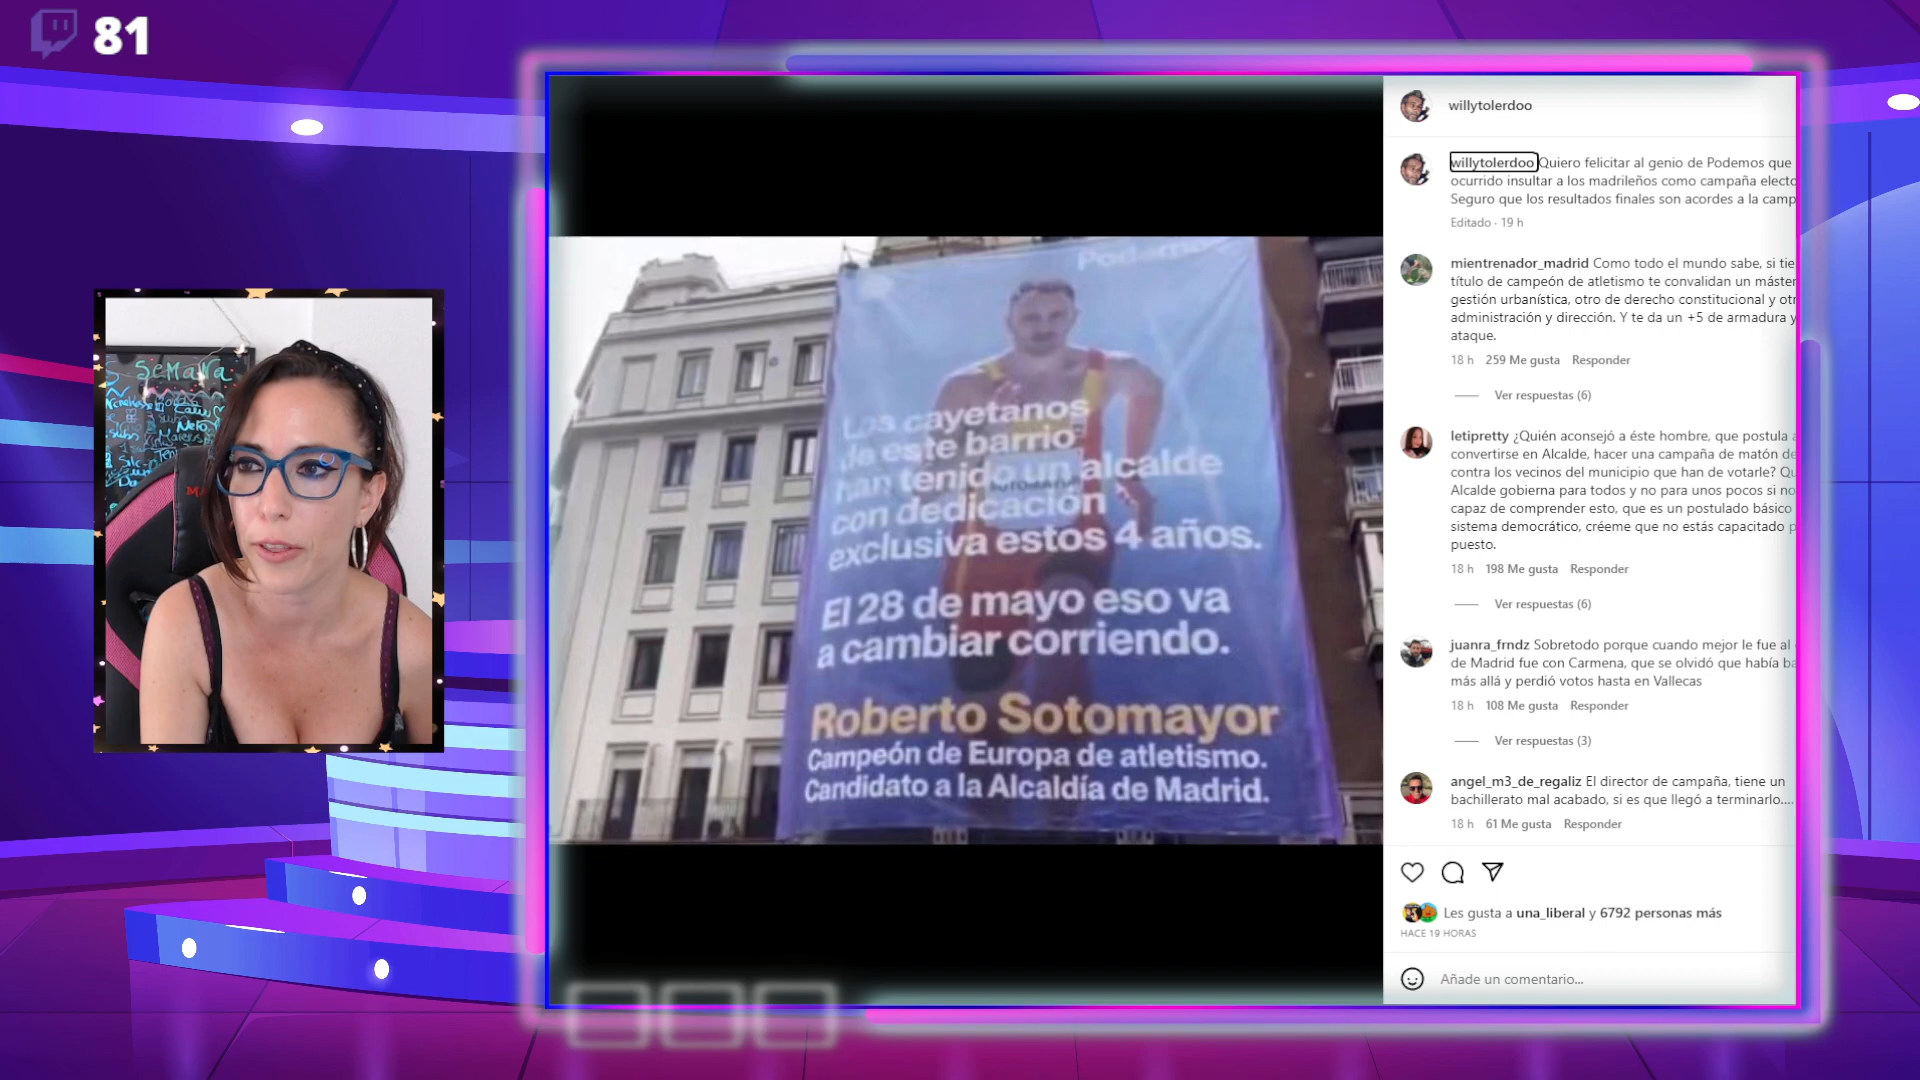 81
SeMaNa
Podemos
Los cayetanos
de este barrio
han tenido un alcalde
con dedicación
exclusiva estos 4 años.
El 28 de mayo eso va
a cambiar corriendo.
Roberto Sotomayor
Campeón de Europa de atletismo.
Candidato a la Alcaldía de Madrid.
willytolerdoo
willytolerdoo Quiero felicitar al genio de Podemos que
ocurrido insultar a los madrileños como campaña electo
Seguro que los resultados finales son acordes a la camp
Editado · 19 h
mientrenador_madrid Como todo el mundo sabe, si tie
título de campeón de atletismo te convalidan un máster
gestión urbanística, otro de derecho constitucional y otr
administración y dirección. Y te da un +5 de armadura y
ataque.
18 h 259 Me gusta Responder
Ver respuestas (6)
letipretty ¿Quién aconsejó a éste hombre, que postula a
convertirse en Alcalde, hacer una campaña de matón de
contra los vecinos del municipio que han de votarle? Qu
Alcalde gobierna para todos y no para unos pocos si no
capaz de comprender esto, que es un postulado básico
sistema democrático, créeme que no estás capacitado p
puesto.
18 h 198 Me gusta Responder
Ver respuestas (6)
juanra_frndz Sobretodo porque cuando mejor le fue al
de Madrid fue con Carmena, que se olvidó que había ba
más allá y perdió votos hasta en Vallecas
18 h 108 Me gusta Responder
Ver respuestas (3)
angel_m3_de_regaliz El director de campaña, tiene un
bachillerato mal acabado, si es que llegó a terminarlo....
18 h 61 Me gusta Responder
Les gusta a una_liberal y 6792 personas más
HACE 19 HORAS
Añade un comentario...